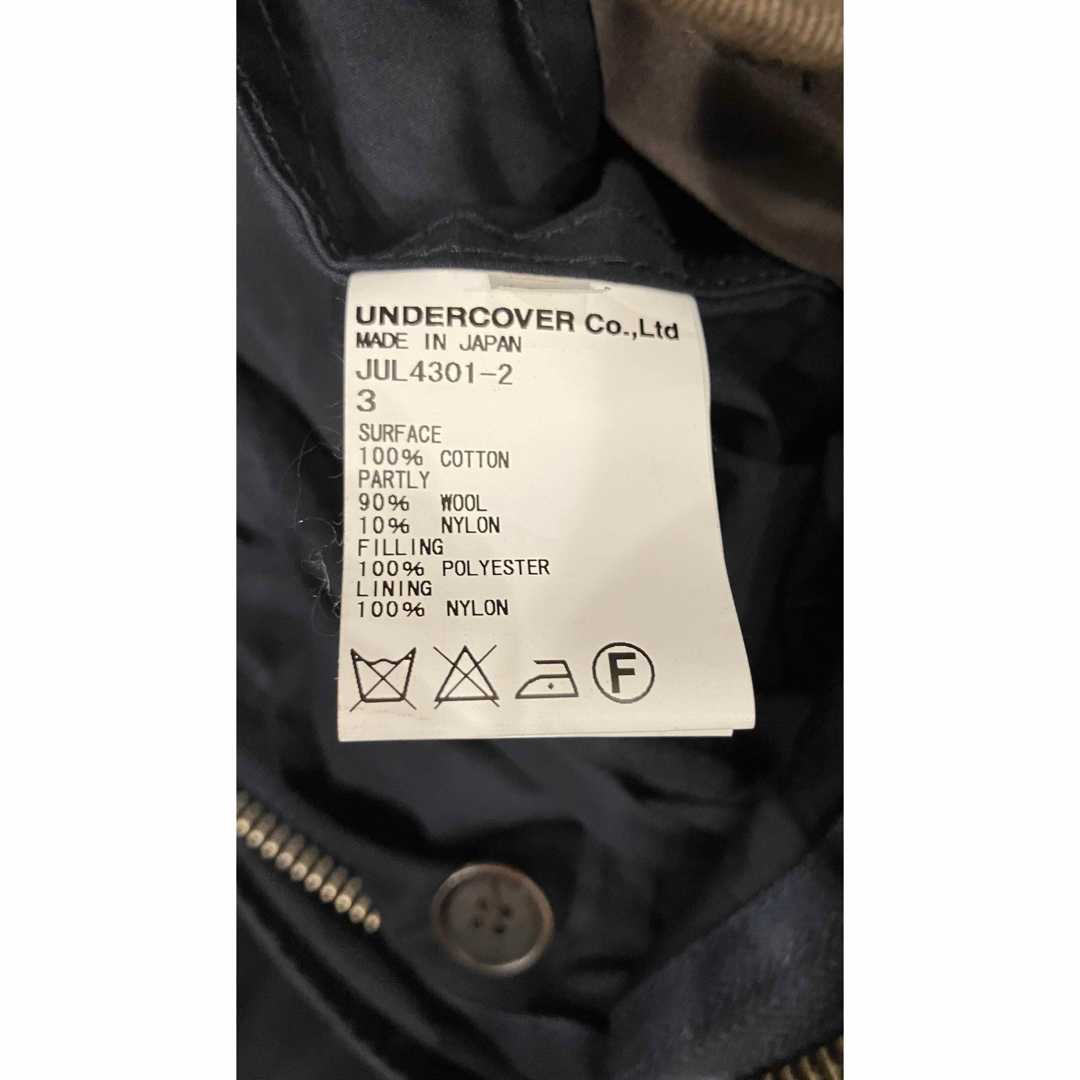 UNDERCOVER Co.,Ltd
MADE IN JAPAN
JUL4301-2
3
SURFACE
100% COTTON
PARTLY
90% WOOL
10% NYLON
FILLING
100% POLYESTER
LINING
100% NYLON
F